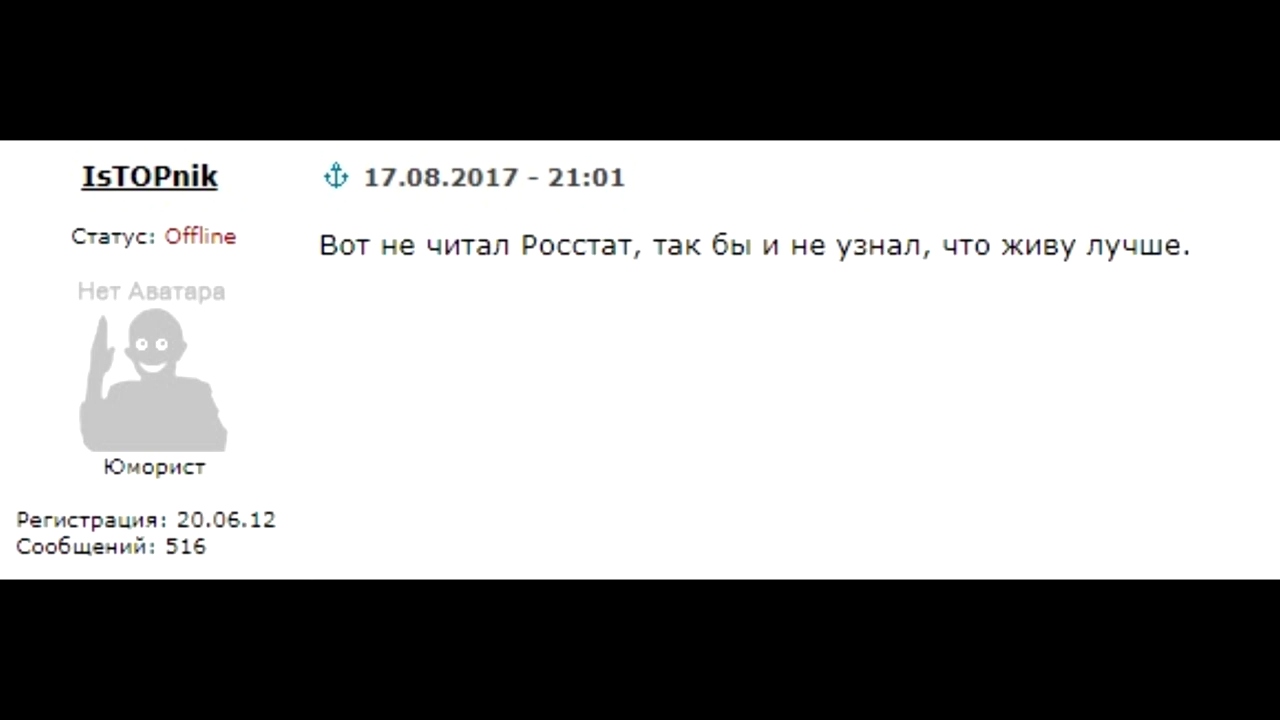 IsTOPnik
17.08.2017 - 21:01
Статус: Offline
Вот не читал Росстат, так бы и не узнал, что живу лучше.
Нет Аватара
Юморист
Регистрация: 20.06.12
Сообщений: 516